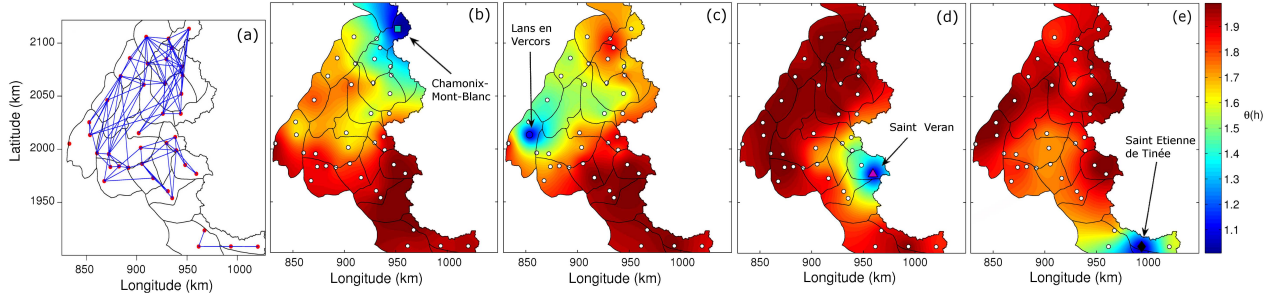 (a)
(b)
(c)
(d)
(e)
Latitude (km)
2100
2050
2000
1950
850
900
950
1000
Longitude (km)
Chamonix-
Mont-Blanc
850
900
950
1000
Longitude (km)
Lans en
Vercors
850
900
950
1000
Longitude (km)
Saint Veran
850
900
950
1000
Longitude (km)
Saint Etienne
de Tinée
850
900
950
1000
Longitude (km)
1.9
1.8
1.7
1.6
1.5
1.4
1.3
1.2
1.1
θ(h)